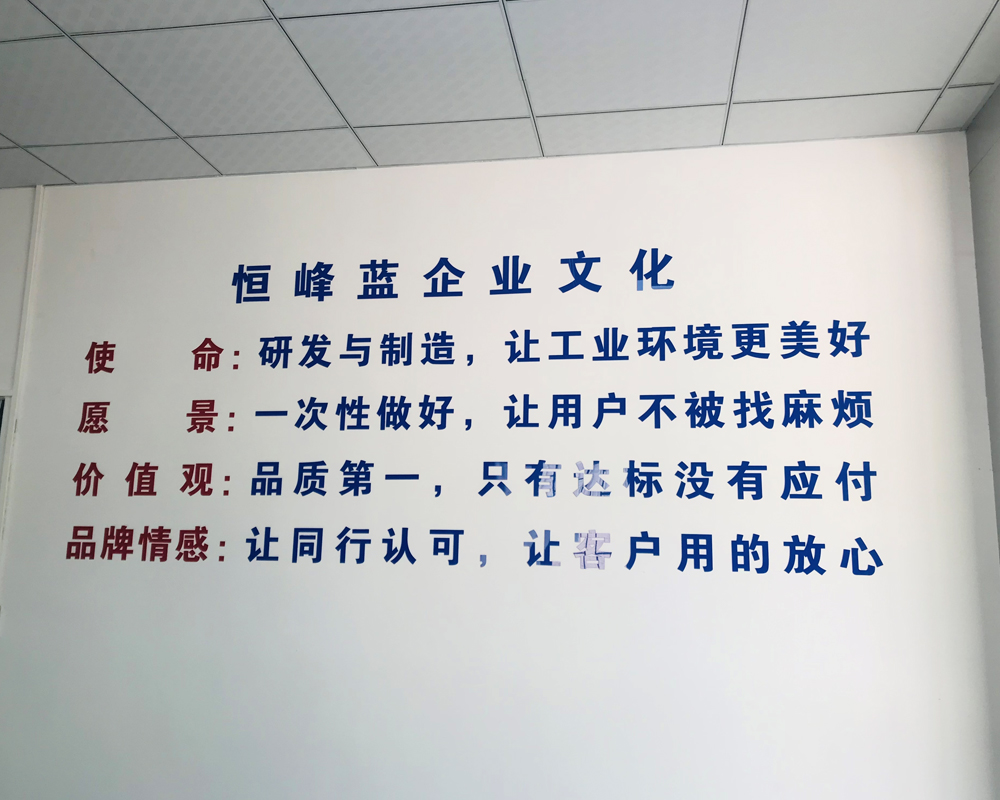 恒峰蓝企业文化
使命：研发与制造，让工业环境更美好
愿景：一次性做好，让用户不被找麻烦
价值观：品质第一，只有达标没有应付
品牌情感：让同行认可，让客户用的放心